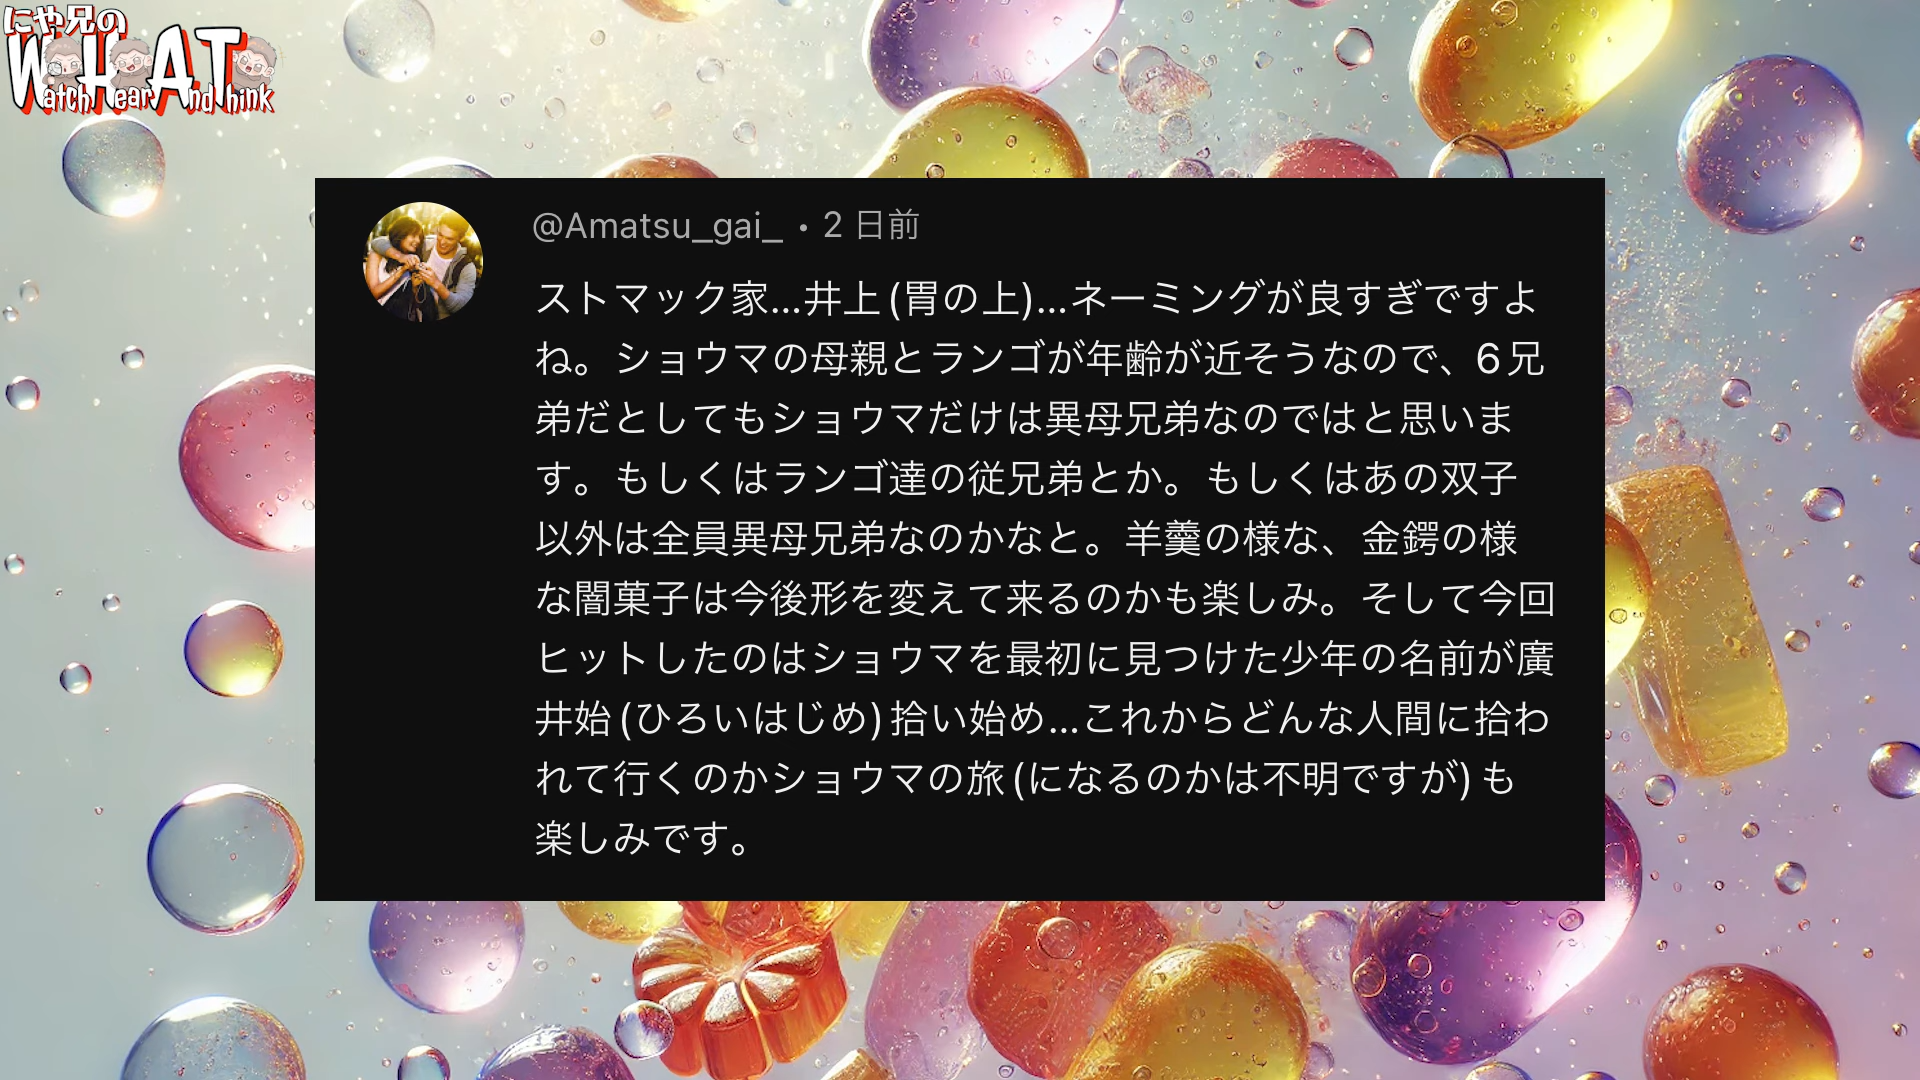 にや兄の
WHAT
Watch Hear And Think
@Amatsu_gai_ • 2 日前
ストマック家...井上(胃の上)...ネーミングが良すぎですよ
ね。ショウマの母親とランゴが年齢が近そうなので、6兄
弟だとしてもショウマだけは異母兄弟なのではと思いま
す。もしくはランゴ達の従兄弟とか。もしくはあの双子
以外は全員異母兄弟なのかなと。羊羹の様な、金鍔の様
な闇菓子は今後形を変えて来るのかも楽しみ。そして今回
ヒットしたのはショウマを最初に見つけた少年の名前が廣
井始(ひろいはじめ)拾い始め...これからどんな人間に拾わ
れて行くのかショウマの旅(になるのかは不明ですが)も
楽しみです。